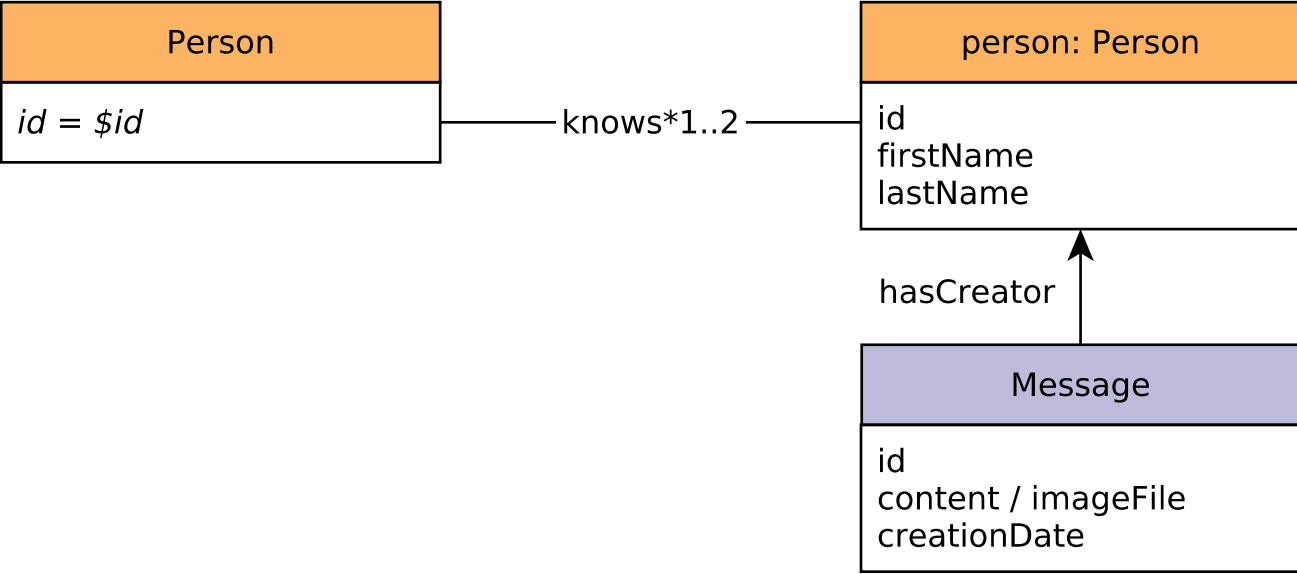 Person
id = $id
knows*1..2
person: Person
id
firstName
lastName
hasCreator
Message
id
content / imageFile
creationDate